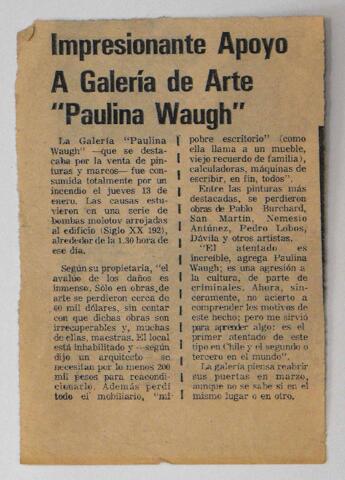 Impresionante Apoyo
A Galería de Arte
"Paulina Waugh"
La Galería "Paulina
Waugh" —que se desta-
caba por la venta de pin-
turas y marcos— fue con-
sumida totalmente por un
incendio el jueves 13 de
enero. Las causas estu-
vieron en una serie de
bombas molotov arrojadas
al edificio (Siglo XX 192),
alrededor de la 1.30 hora de
ese día.
Según su propietaria, "el
avalúo de los daños es
inmenso. Sólo en obras de
arte se perdieron cerca de
60 mil dólares, sin contar
con que dichas obras son
irrecuperables y, muchas
de ellas, maestras. El local
está inhabilitado y —según
dijo un arquitecto— se
necesitan por lo menos 200
mil pesos para reacondi-
cionarlo. Además perdí
todo el mobiliario, "mi
pobre escritorio" (como
ella llama a un mueble,
viejo recuerdo de familia),
calculadoras, máquinas de
escribir, en fin, todos".
Entre las pinturas más
destacadas, se perdieron
obras de Pablo Burchard,
San Martín, Nemesio
Antúnez, Pedro Lobos,
Dávila y otros artistas.
"El atentado es
increíble, agrega Paulina
Waugh; es una agresión a
la cultura, de parte de
criminales. Ahora, sin-
ceramente, no acierto a
comprender los motivos de
este hecho; pero me sirvió
para aprender algo: es el
primer atentado de este
tipo en Chile y el segundo o
tercero en el mundo".
La galería piensa reabrir
sus puertas en marzo,
aunque no se sabe si en el
mismo lugar o en otro.